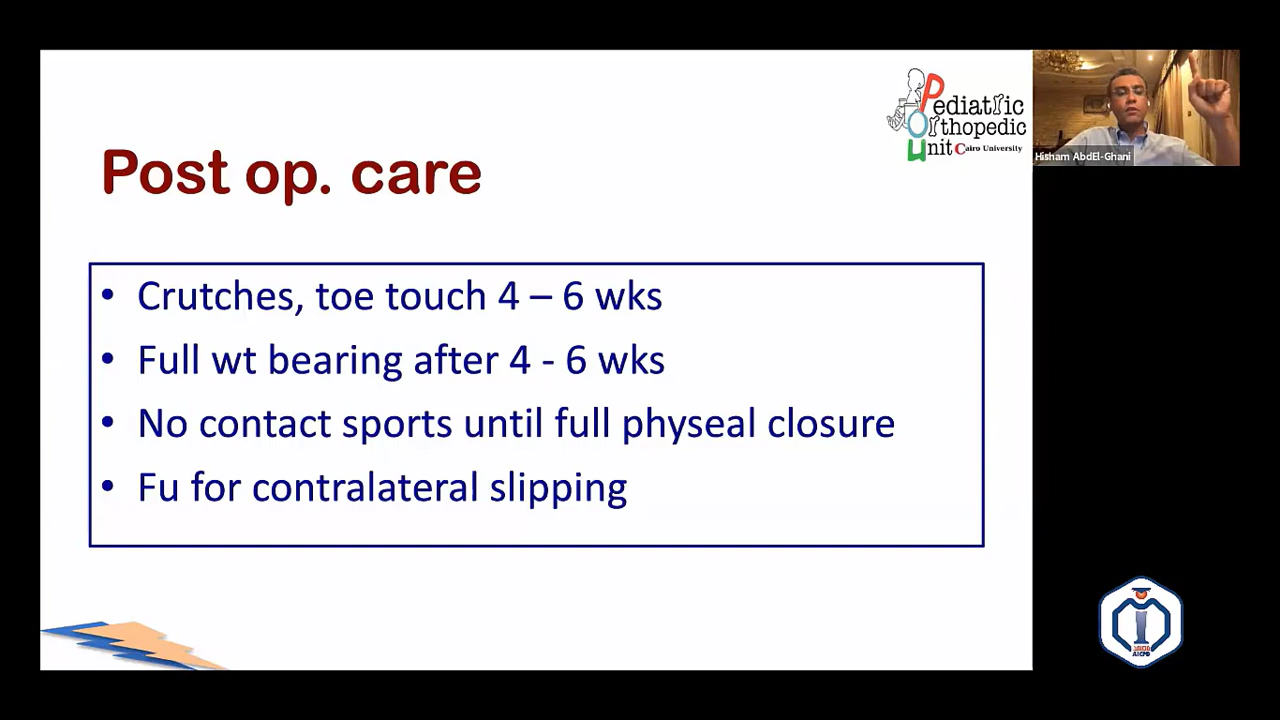 Pediatric
Orthopedic
Unit Cairo University
Hisham AbdEl-Ghani
Post op. care
• Crutches, toe touch 4 – 6 wks
• Full wt bearing after 4 - 6 wks
• No contact sports until full physeal closure
• Fu for contralateral slipping